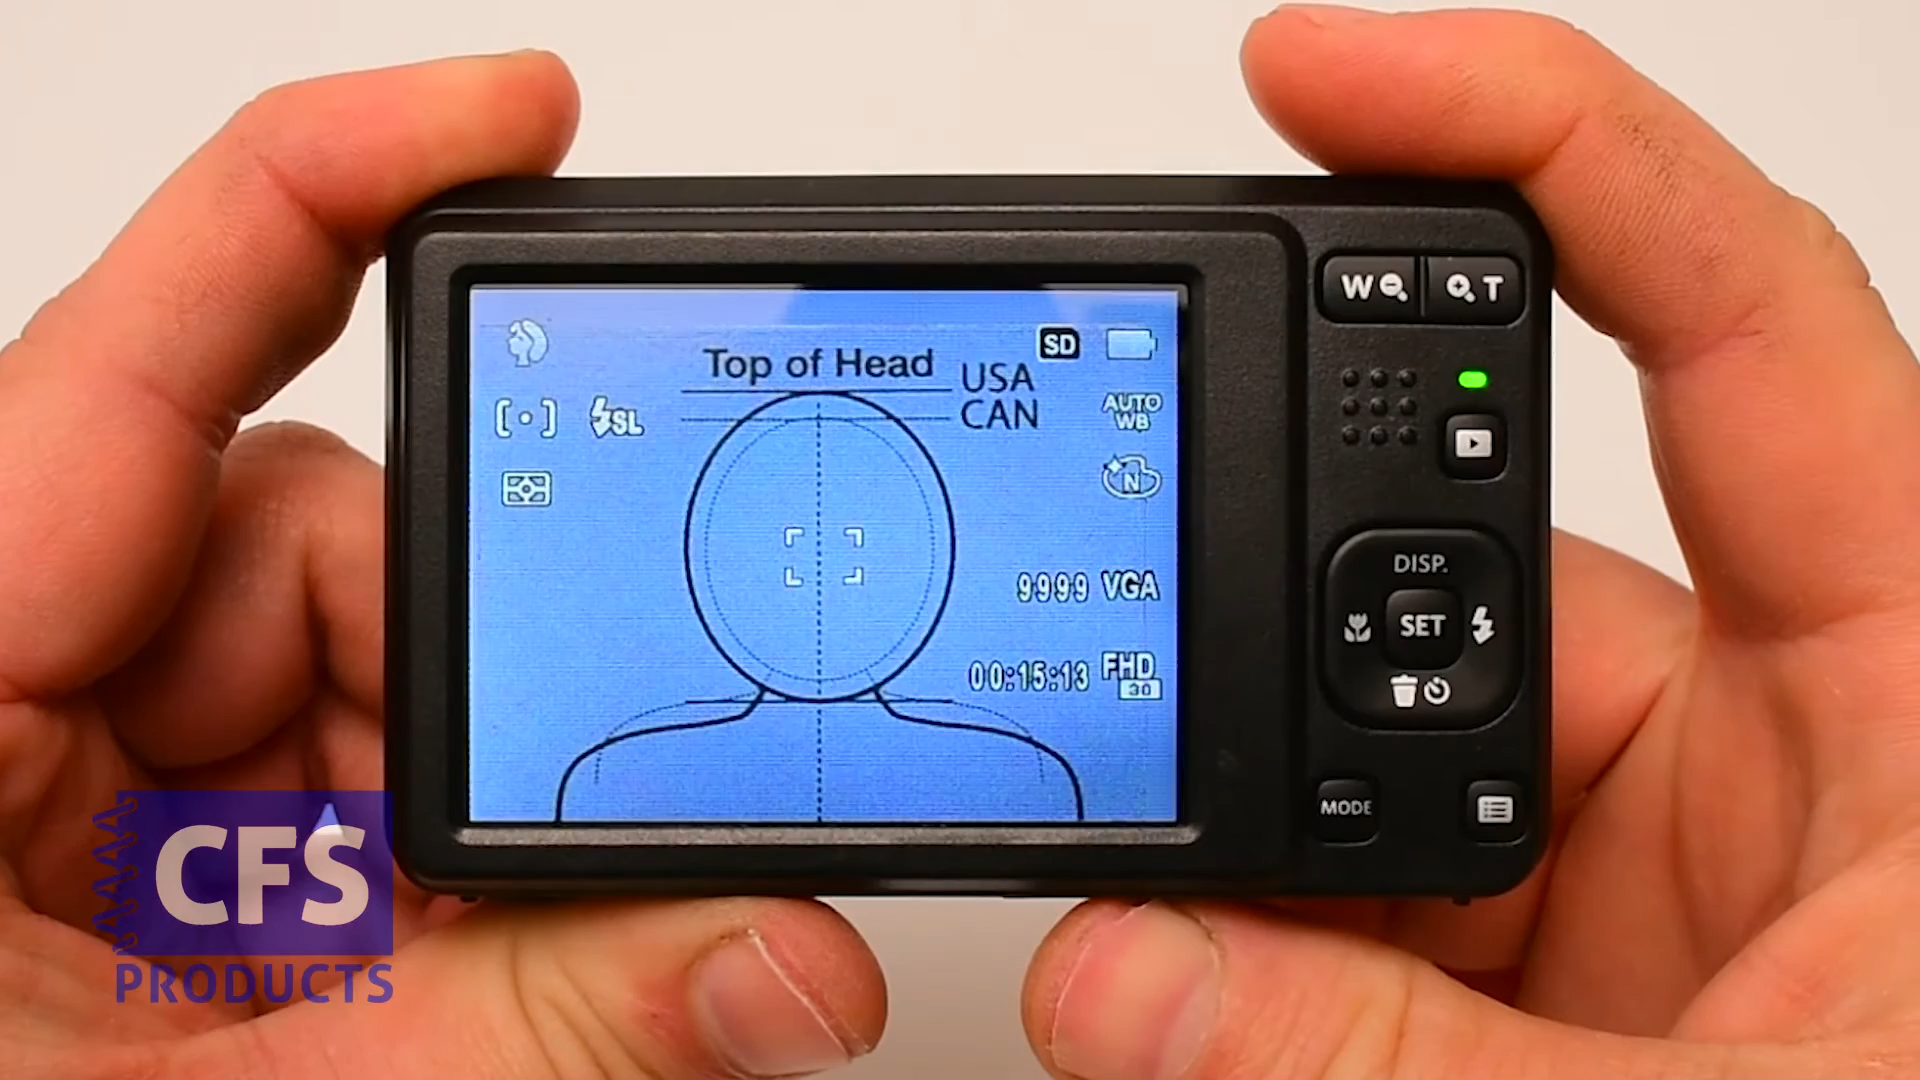 Top of Head
SD
USA
CAN
SL
AUTO
WB
N
9999 VGA
00:15:13 FHD
30
W T
DISP.
SET
MODE
CFS
PRODUCTS